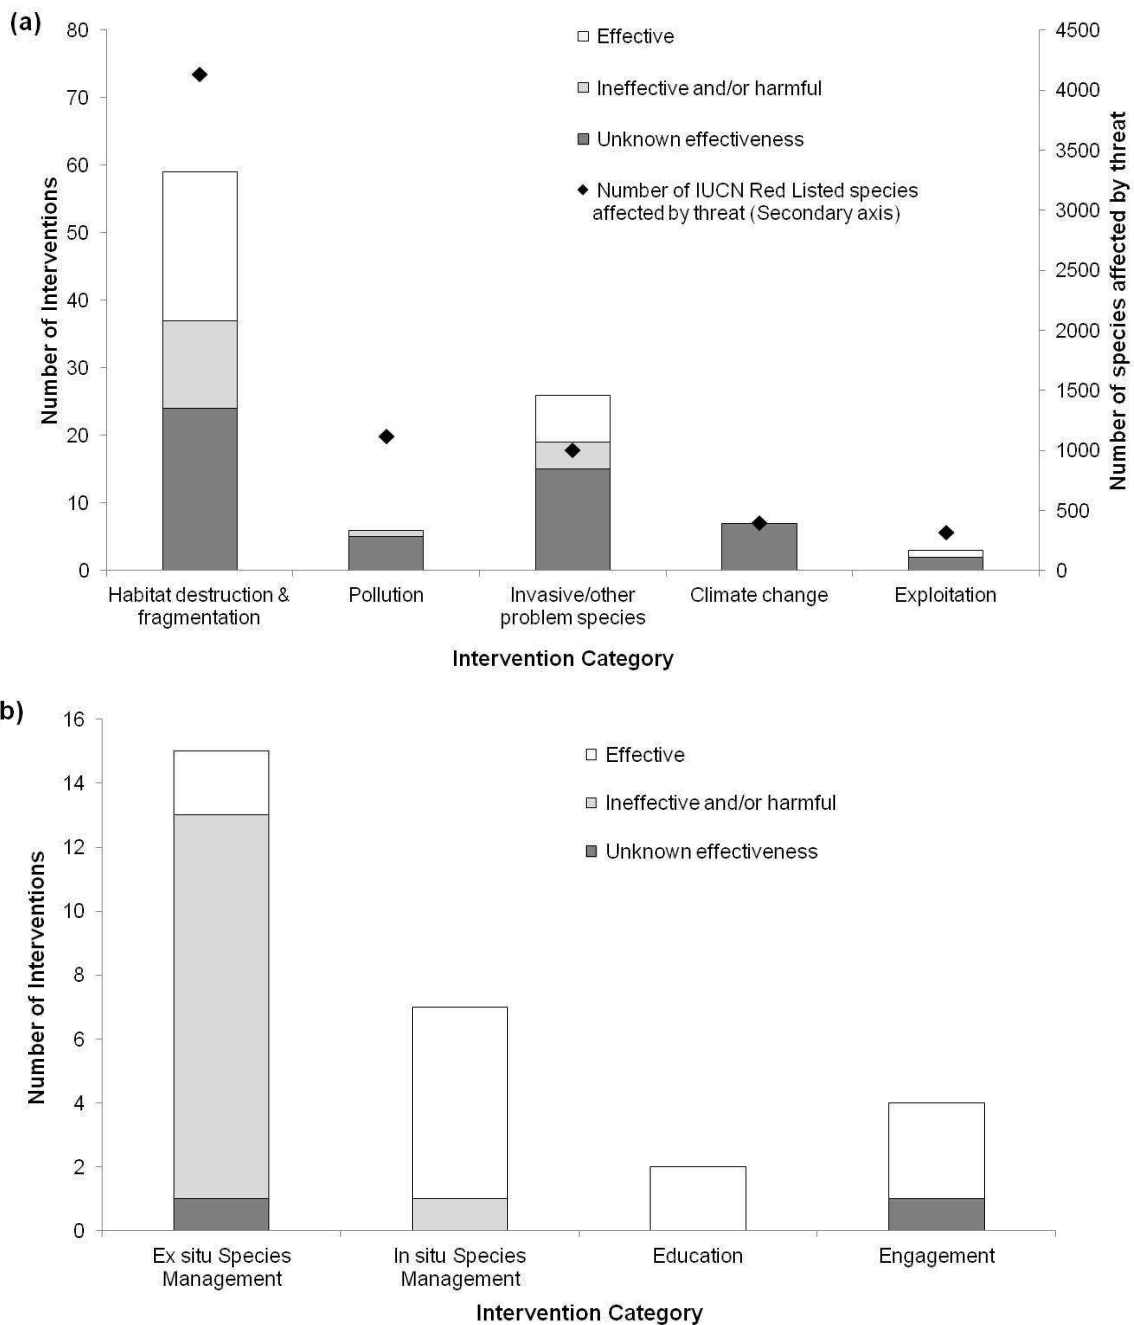 (a)
80
70
60
50
40
30
20
10
0
Number of Interventions
Effective
Ineffective and/or harmful
Unknown effectiveness
Number of IUCN Red Listed species
affected by threat (Secondary axis)
4500
4000
3500
3000
2500
2000
1500
1000
500
0
Number of species affected by threat
Habitat destruction &
fragmentation
Pollution
Invasive/other
problem species
Climate change
Exploitation
Intervention Category
b)
16
14
12
10
8
6
4
2
0
Number of Interventions
Effective
Ineffective and/or harmful
Unknown effectiveness
Ex situ Species
Management
In situ Species
Management
Education
Engagement
Intervention Category